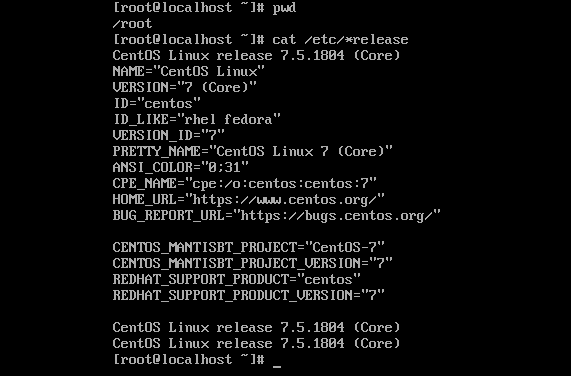 [root@localhost ~]# pwd
/root
[root@localhost ~]# cat /etc/*release
CentOS Linux release 7.5.1804 (Core)
NAME="CentOS Linux"
VERSION="7 (Core)"
ID="centos"
ID_LIKE="rhel fedora"
VERSION_ID="7"
PRETTY_NAME="CentOS Linux 7 (Core)"
ANSI_COLOR="0;31"
CPE_NAME="cpe:/o:centos:centos:7"
HOME_URL="https://www.centos.org/"
BUG_REPORT_URL="https://bugs.centos.org/"

CENTOS_MANTISBT_PROJECT="CentOS-7"
CENTOS_MANTISBT_PROJECT_VERSION="7"
REDHAT_SUPPORT_PRODUCT="centos"
REDHAT_SUPPORT_PRODUCT_VERSION="7"

CentOS Linux release 7.5.1804 (Core)
CentOS Linux release 7.5.1804 (Core)
[root@localhost ~]# _